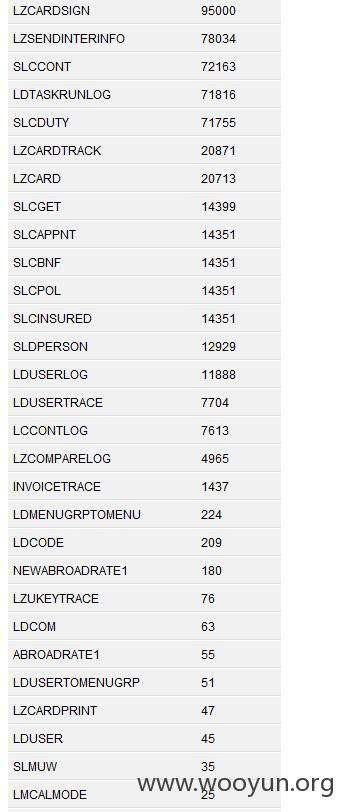 LZCARDSIGN 95000
LZSENDINTERINFO 78034
SLCCONT 72163
LDTASKRUNLOG 71816
SLCDUTY 71755
LZCARDTRACK 20871
LZCARD 20713
SLCGET 14399
SLCAPPNT 14351
SLCBNF 14351
SLCPOL 14351
SLCINSURED 14351
SLDPERSON 12929
LDUSERLOG 11888
LDUSERTRACE 7704
LCCONTLOG 7613
LZCOMPARELOG 4965
INVOICETRACE 1437
LDMENUGRPTOMENU 224
LDCODE 209
NEWABROADRATE1 180
LZUKEYTRACE 76
LDCOM 63
ABROADRATE1 55
LDUSERTOMENUGRP 51
LZCARDPRINT 47
LDUSER 45
SLMUW 35
LMCALMODE 25
www.wooyun.org